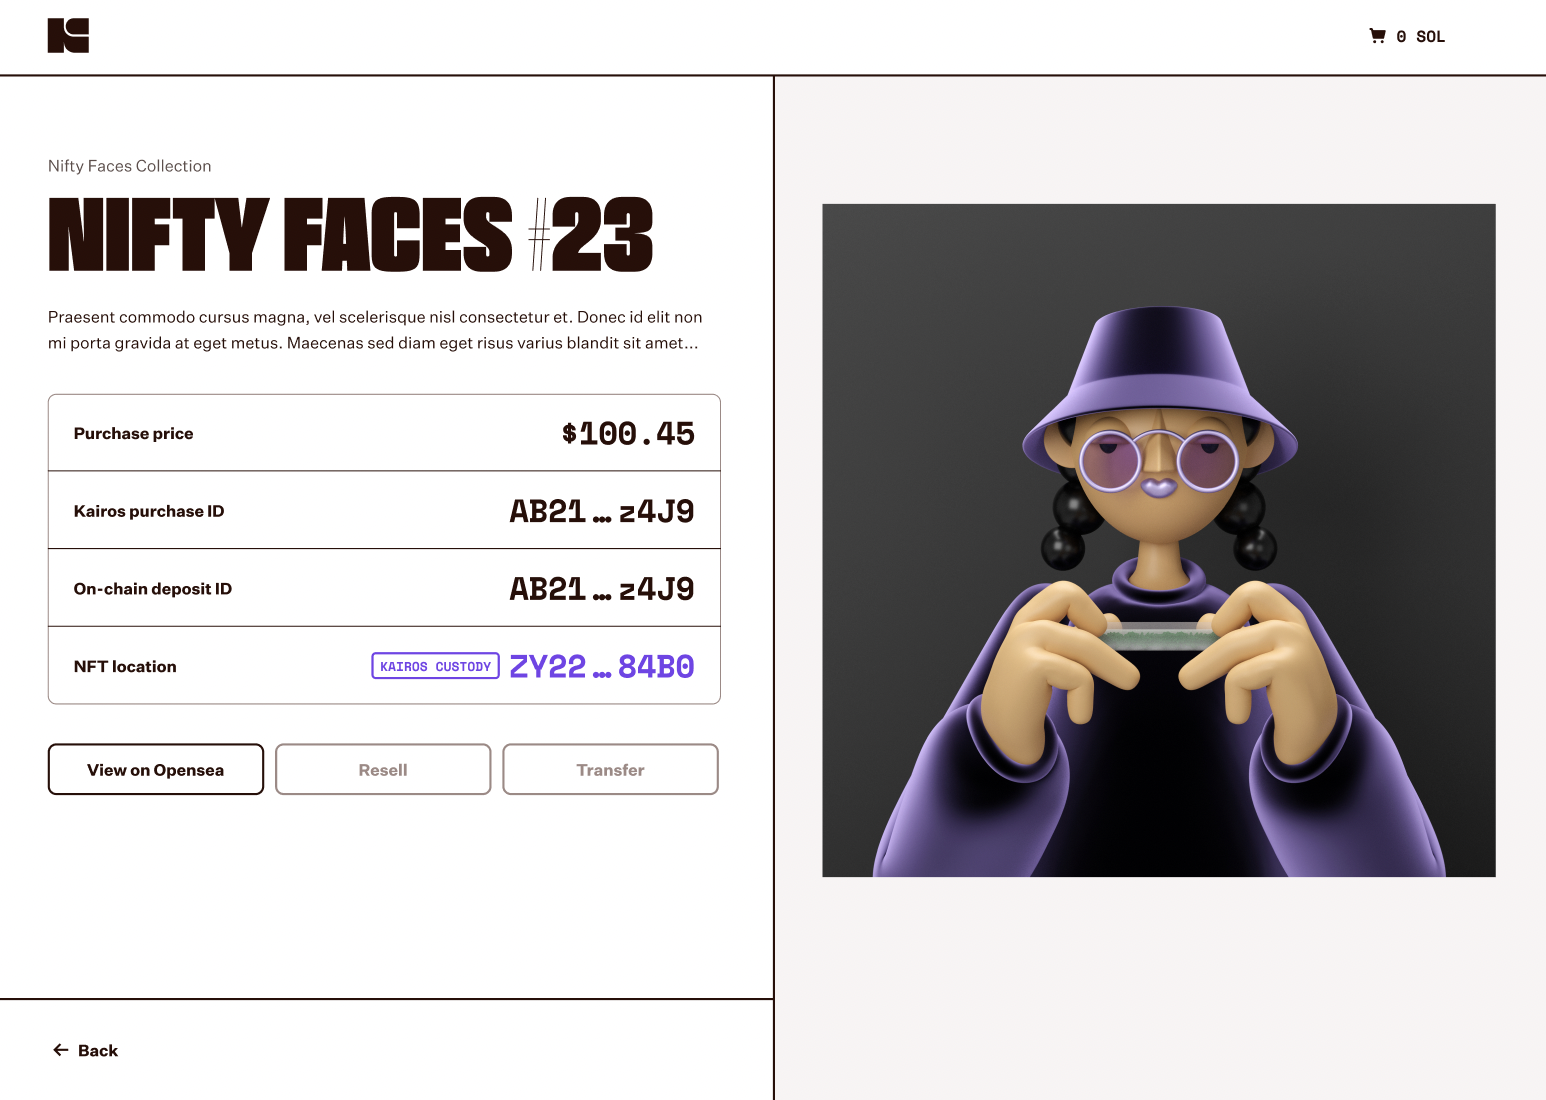 0 SOL
Nifty Faces Collection
NIFTY FACES #23
Praesent commodo cursus magna, vel scelerisque nisl consectetur et. Donec id elit non
mi porta gravida at eget metus. Maecenas sed diam eget risus varius blandit sit amet...
Purchase price $100.45
Kairos purchase ID AB21...z4J9
On-chain deposit ID AB21...z4J9
NFT location KAIROS CUSTODY ZY22...84B0
View on Opensea Resell Transfer
← Back